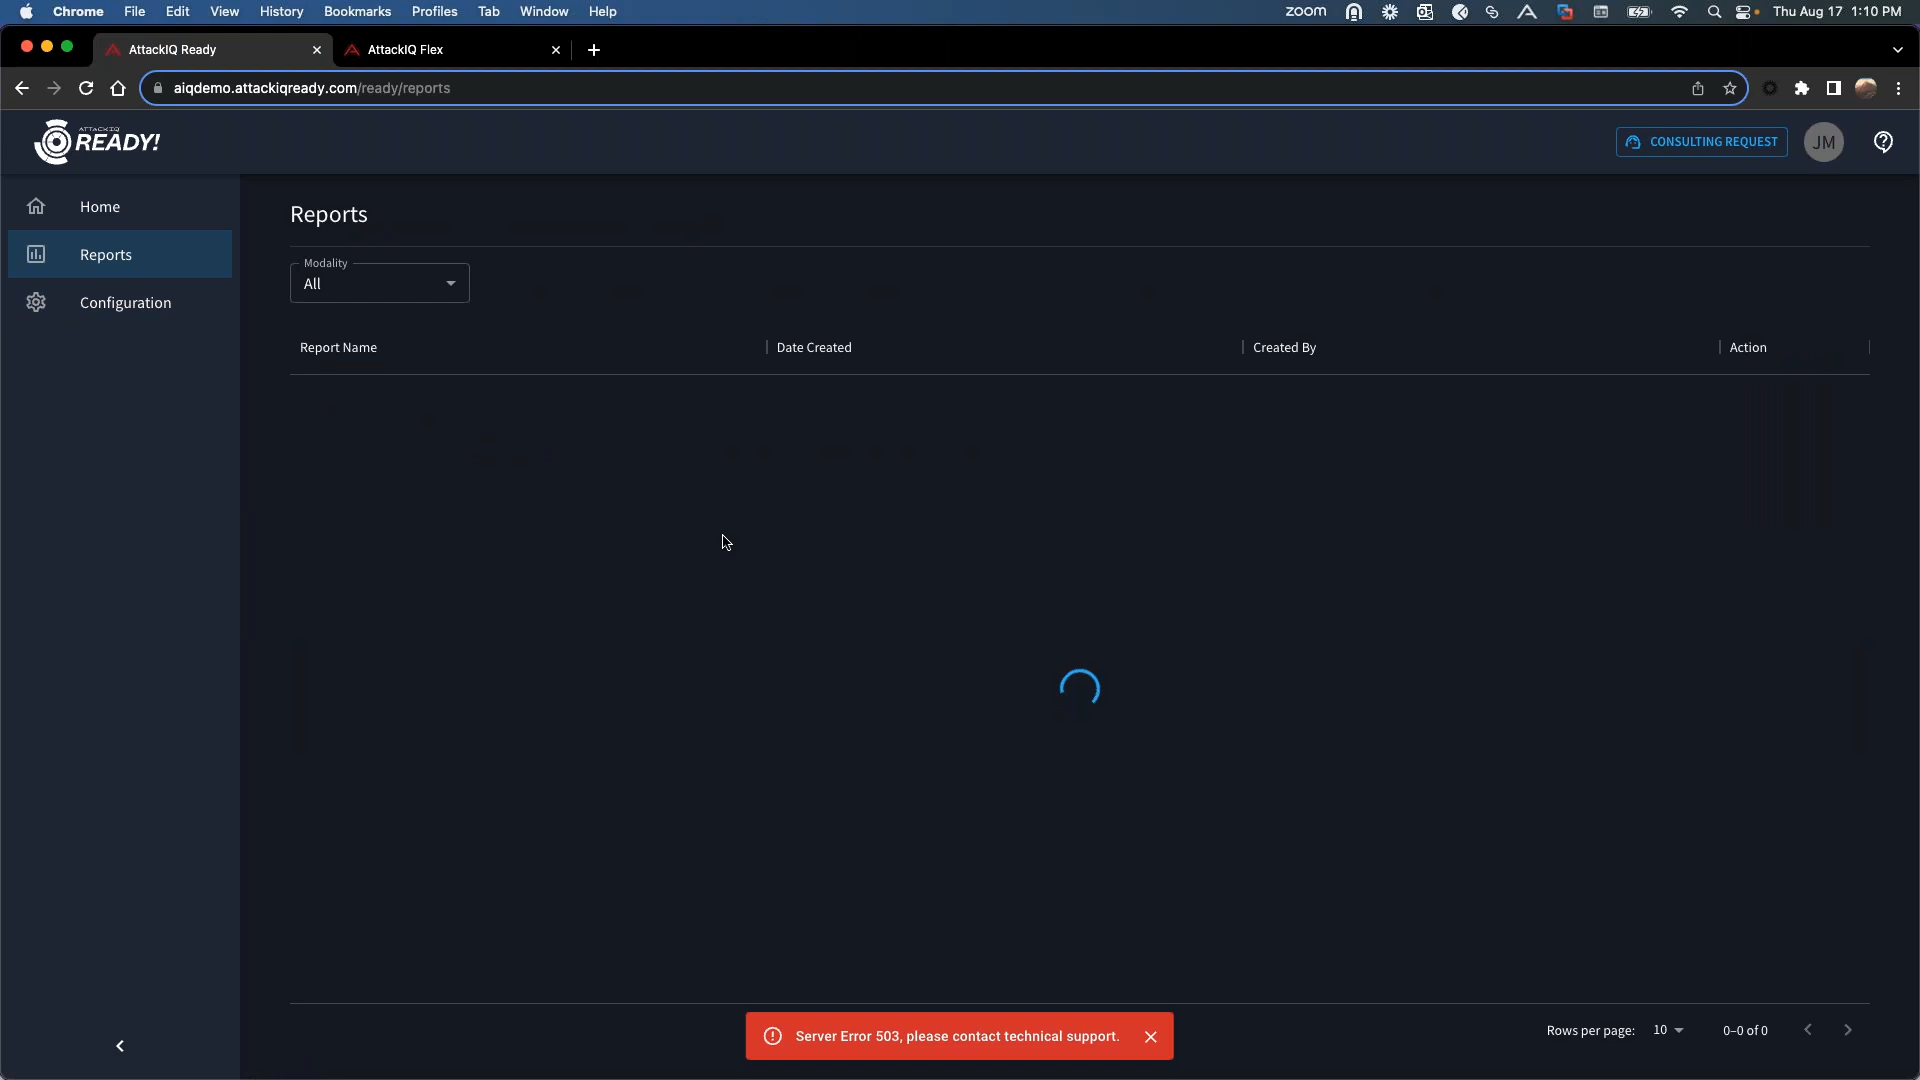 Chrome File Edit View History Bookmarks Profiles Tab Window Help zoom Thu Aug 17 1:10 PM
AttackIQ Ready AttackIQ Flex
aiqdemo.attackiqready.com/ready/reports
ATTACKIQ
READY!
CONSULTING REQUEST JM
Home
Reports
Configuration
Reports
Modality
All
Report Name Date Created Created By Action
Server Error 503, please contact technical support.
Rows per page: 10 0–0 of 0